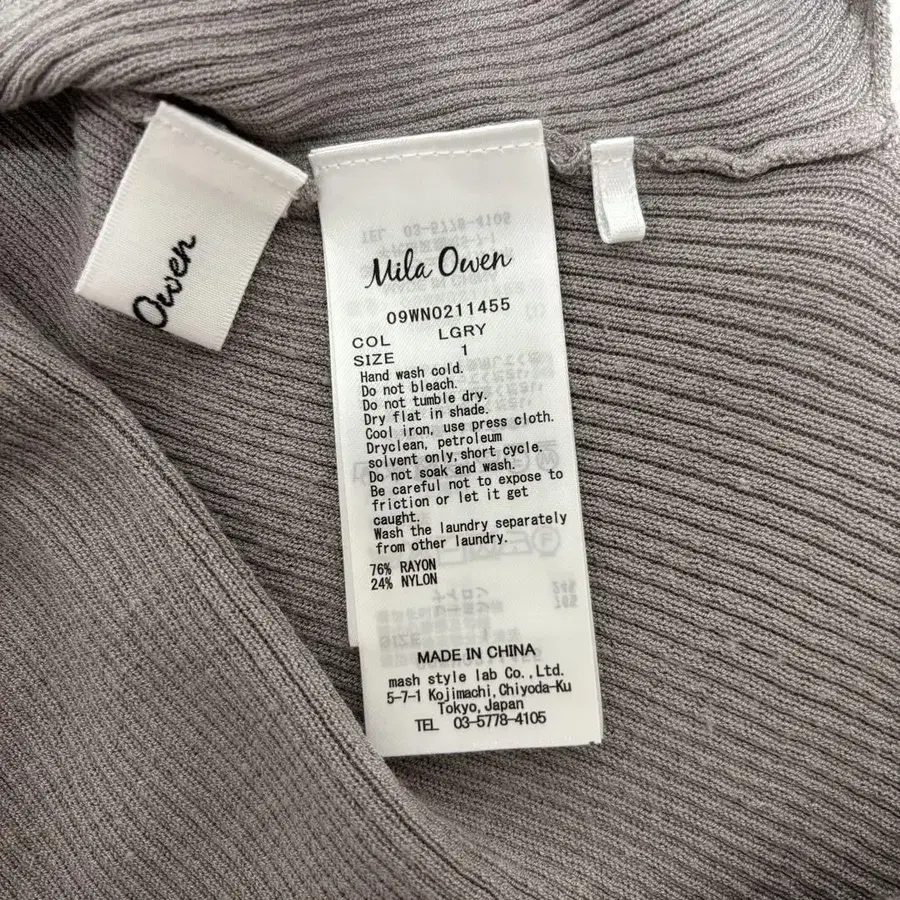 Owen
Mila Owen
09WN0211455
COL LGRY
SIZE 1
Hand wash cold.
Do not bleach.
Do not tumble dry.
Dry flat in shade.
Cool iron, use press cloth.
Dryclean, petroleum
solvent only,short cycle.
Do not soak and wash.
Be careful not to expose to
friction or let it get
caught.
Wash the laundry separately
from other laundry.
76% RAYON
24% NYLON
MADE IN CHINA
mash style lab Co.,Ltd.
5-7-1 Kojimachi,Chiyoda-Ku
Tokyo,Japan
TEL 03-5778-4105